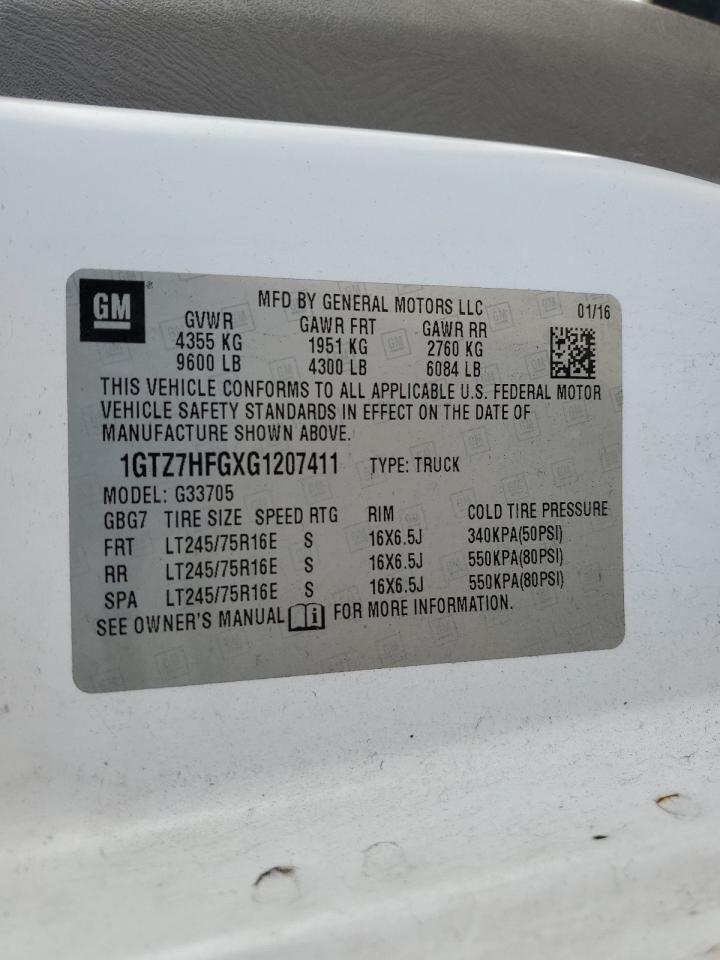 GM
®
MFD BY GENERAL MOTORS LLC 01/16
GVWR GAWR FRT GAWR RR
4355 KG 1951 KG 2760 KG
9600 LB 4300 LB 6084 LB
THIS VEHICLE CONFORMS TO ALL APPLICABLE U.S. FEDERAL MOTOR
VEHICLE SAFETY STANDARDS IN EFFECT ON THE DATE OF
MANUFACTURE SHOWN ABOVE.
1GTZ7HFGXG1207411 TYPE: TRUCK
MODEL: G33705
GBG7 TIRE SIZE SPEED RTG RIM COLD TIRE PRESSURE
FRT LT245/75R16E S 16X6.5J 340KPA(50PSI)
RR LT245/75R16E S 16X6.5J 550KPA(80PSI)
SPA LT245/75R16E S 16X6.5J 550KPA(80PSI)
SEE OWNER'S MANUAL i FOR MORE INFORMATION.